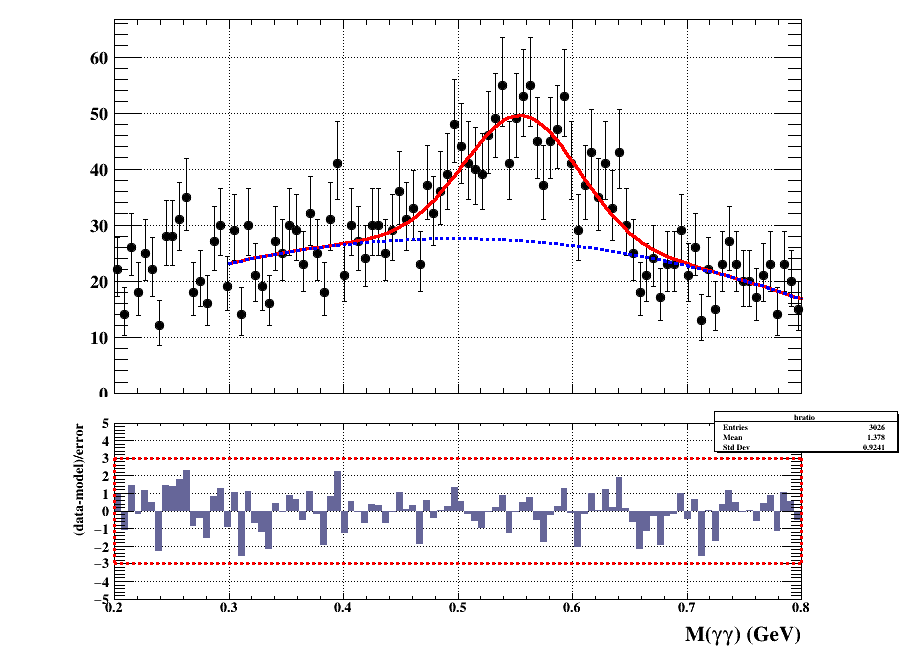 60
50
40
30
20
10
0
hratio
Entries 3026
Mean 1.378
Std Dev 0.9241
(data-model)/error
5
4
3
2
1
0
−1
−2
−3
−4
−5
0.2 0.3 0.4 0.5 0.6 0.7 0.8
M(γγ) (GeV)